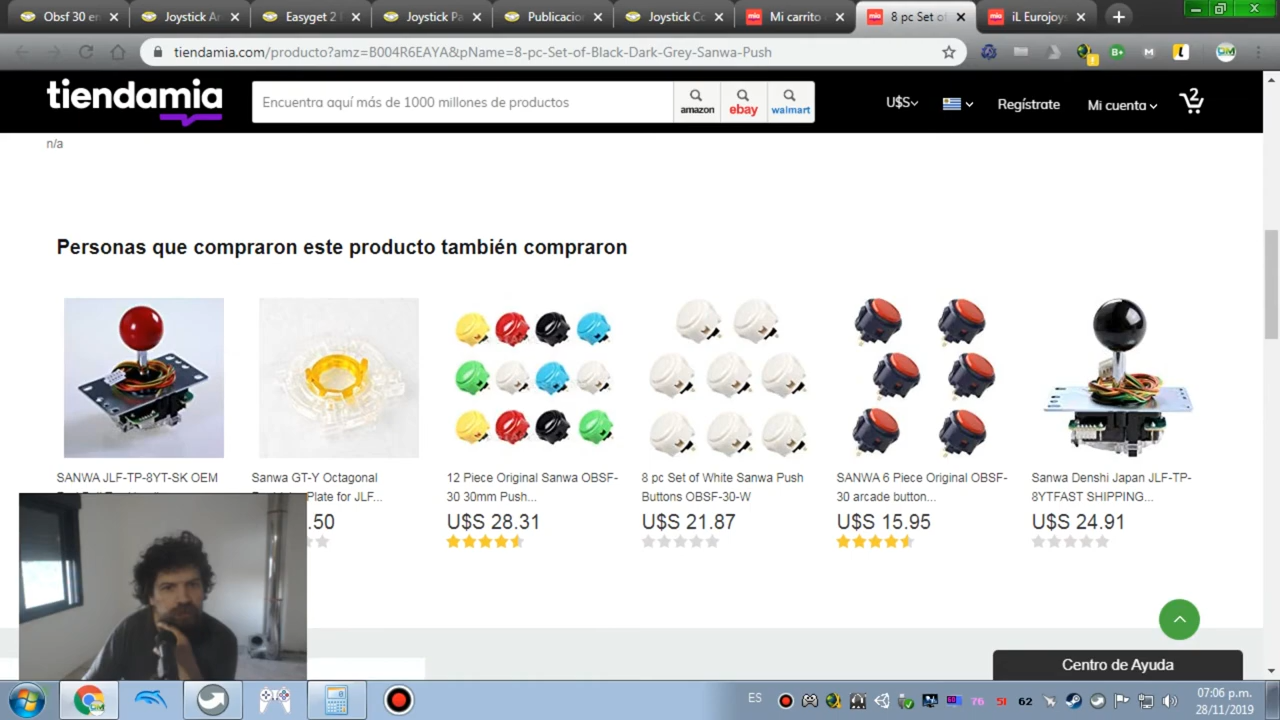 Obsf 30 en
Joystick Ar
Easyget 2
Joystick Pa
Publicacio
Joystick Co
Mi carrito
8 pc Set of
iL Eurojoys
tiendamia.com/producto?amz=B004R6EAYA&pName=8-pc-Set-of-Black-Dark-Grey-Sanwa-Push
tiendamia
Encuentra aquí más de 1000 millones de productos
amazon
ebay
walmart
U$S
Regístrate
Mi cuenta
2
n/a
Personas que compraron este producto también compraron
SANWA JLF-TP-8YT-SK OEM
Sanwa GT-Y Octagonal
Plate for JLF...
.50
12 Piece Original Sanwa OBSF-
30 30mm Push...
U$S 28.31
8 pc Set of White Sanwa Push
Buttons OBSF-30-W
U$S 21.87
SANWA 6 Piece Original OBSF-
30 arcade button...
U$S 15.95
Sanwa Denshi Japan JLF-TP-
8YTFAST SHIPPING...
U$S 24.91
Centro de Ayuda
ES
76
51
62
07:06 p.m.
28/11/2019